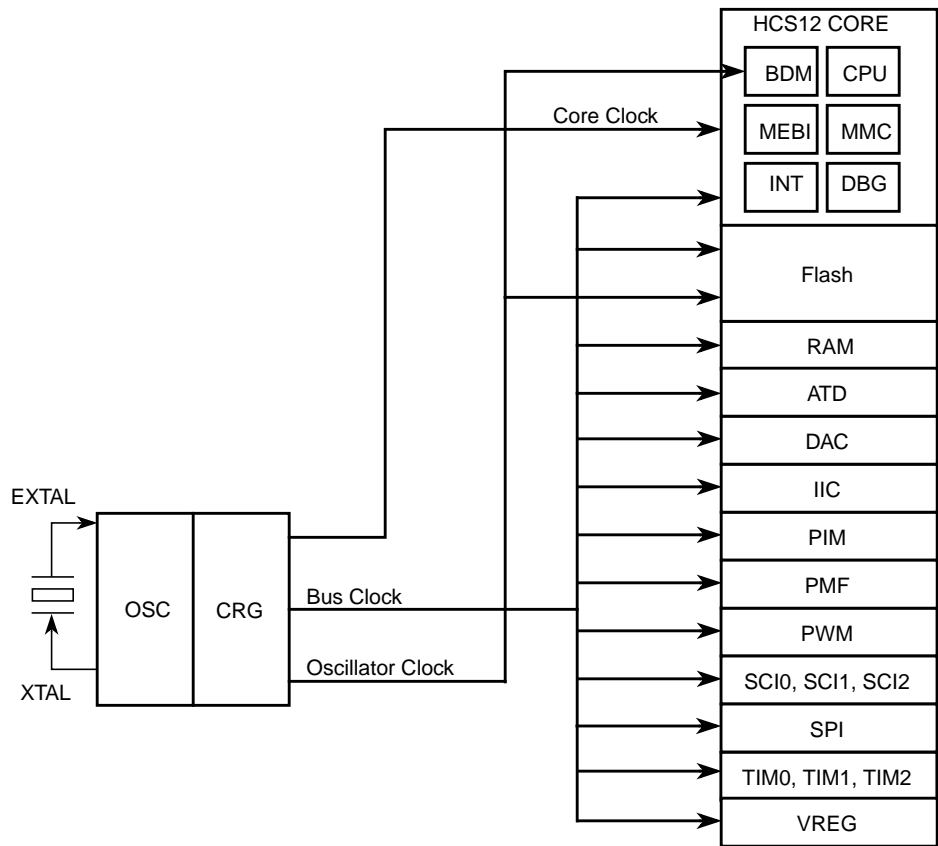 HCS12 CORE
BDM
CPU
Core Clock
MEBI
MMC
INT
DBG
Flash
RAM
ATD
DAC
IIC
EXTAL
PIM
PMF
OSC
CRG
Bus Clock
PWM
Oscillator Clock
XTAL
SCI0, SCI1, SCI2
SPI
TIM0, TIM1, TIM2
VREG